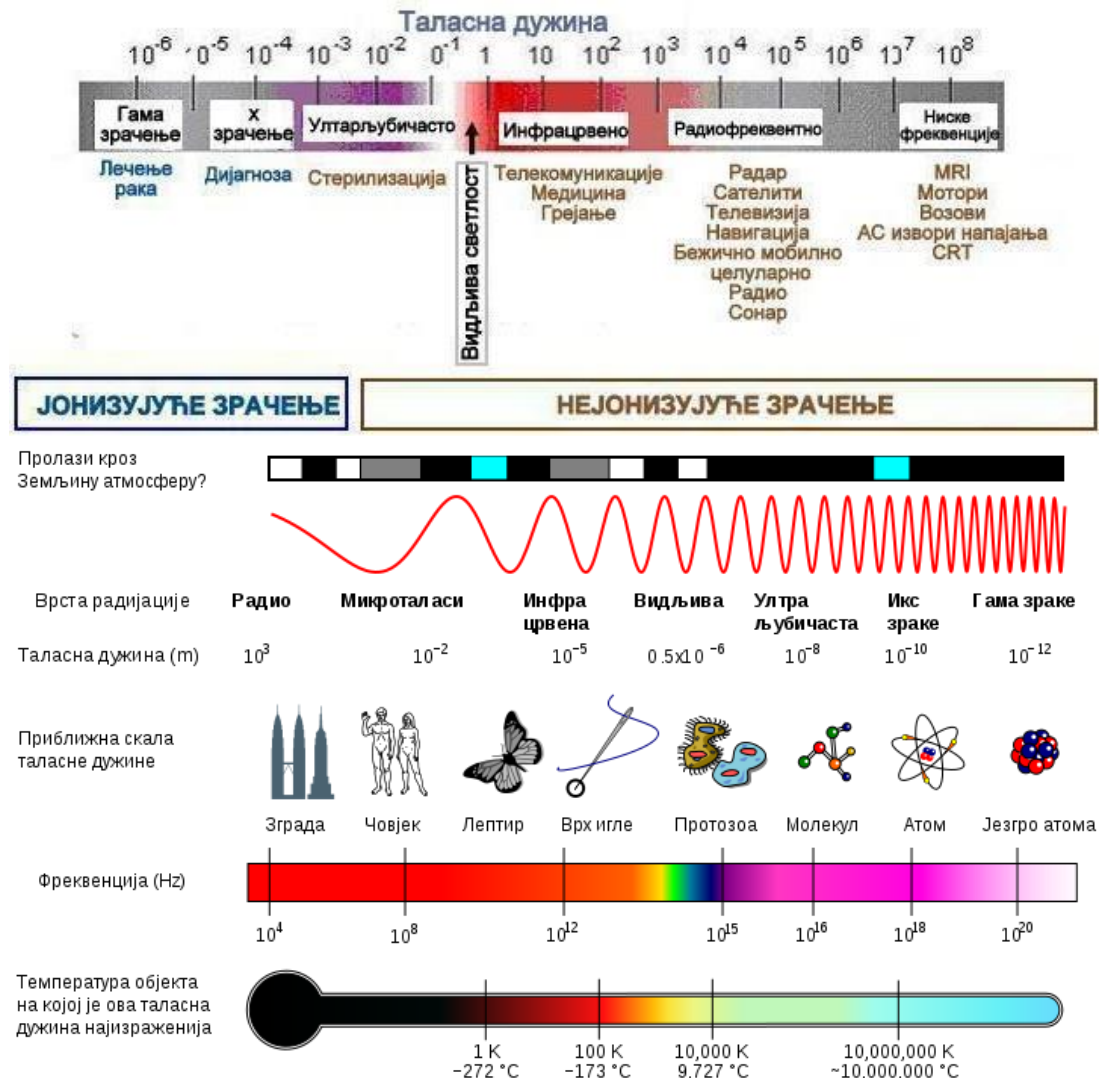 Таласна дужина
10⁻⁶ 0⁻⁵ 10⁻⁴ 10⁻³ 10⁻² 0⁻¹ 1 10 10² 10³ 10⁴ 10⁵ 10⁶ 10⁷ 10⁸
Гама
зрачење
х
зрачење
Ултарљубичасто
Инфрацрвено
Радиофреквентно
Ниске
фреквенције
Лечење
рака
Дијагноза
Стерилизација
Видљива светлост
Телекомуникације
Медицина
Грејање
Радар
Сателити
Телевизија
Навигација
Бежично мобилно
целуларно
Радио
Сонар
MRI
Мотори
Возови
АС извори напајања
CRT
ЈОНИЗУЈУЋЕ ЗРАЧЕЊЕ
НЕЈОНИЗУЈУЋЕ ЗРАЧЕЊЕ
Пролази кроз
Земљину атмосферу?
Врста радијације
Радио
Микроталаси
Инфра
црвена
Видљива
Ултра
љубичаста
Икс
зраке
Гама зраке
Таласна дужина (m)
10³ 10⁻² 10⁻⁵ 0.5x10⁻⁶ 10⁻⁸ 10⁻¹⁰ 10⁻¹²
Приближна скала
таласне дужине
Зграда Човјек Лептир Врх игле Протозоа Молекул Атом Језгро атома
Фреквенција (Hz)
10⁴ 10⁸ 10¹² 10¹⁵ 10¹⁶ 10¹⁸ 10²⁰
Температура објекта
на којој је ова таласна
дужина најизраженија
1 K
−272 °C
100 K
−173 °C
10,000 K
9.727 °C
10,000,000 K
~10.000.000 °C